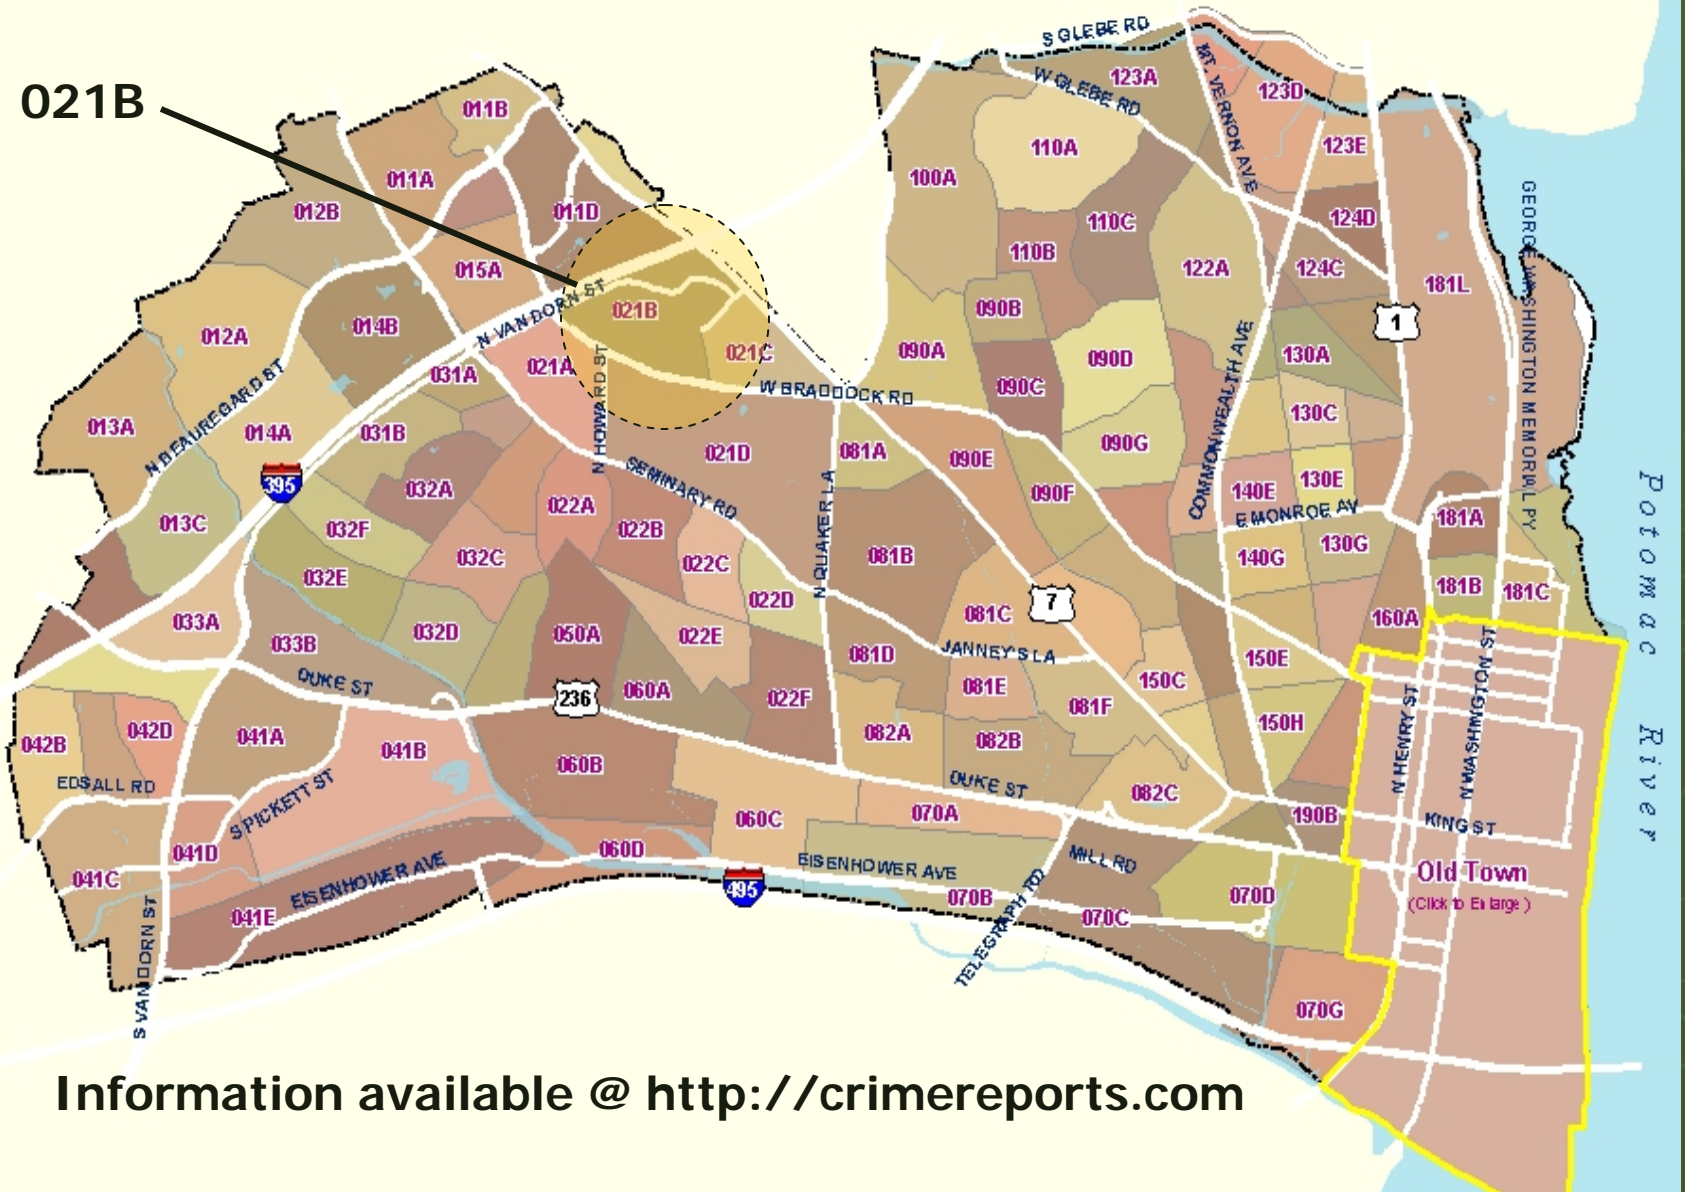 021B
S GLEBE RD
W GLEBE RD
123A
MT. VERNON AVE
123D
011B
110A
123E
011A
100A
012B
011D
110C
124D
GEORGE WASHINGTON MEMORIAL PY
110B
015A
122A
124C
181L
N VAN DORN ST
021B
090B
014B
1
012A
021C
090A
090D
130A
COMMONWEALTH AVE
021A
031A
090C
N HOWARD ST
W BRADDOCK RD
N BEAUREGARD ST
130C
013A
014A
031B
090G
021D
081A
090E
SEMINARY RD
395
032A
090F
140E
130E
Potomac River
022A
E MONROE AV
013C
032F
022B
181A
N QUAKER LA
130G
032C
081B
140G
022C
032E
181B
181C
022D
7
081C
033A
160A
032D
050A
022E
033B
JANNEY'S LA
081D
150E
DUKE ST
236
060A
081E
150C
022F
081F
N HENRY ST
N WASHINGTON ST
150H
042D
082A
041A
042B
041B
082B
060B
EDSALL RD
DUKE ST
082C
S PICKETT ST
070A
190B
060C
KING ST
060D
041D
MILL RD
EISENHOWER AVE
EISENHOWER AVE
Old Town
041C
495
070B
070D
(Click to Enlarge)
041E
070C
TELEGRAPH RD
S VAN DORN ST
070G
Information available @ http://crimereports.com